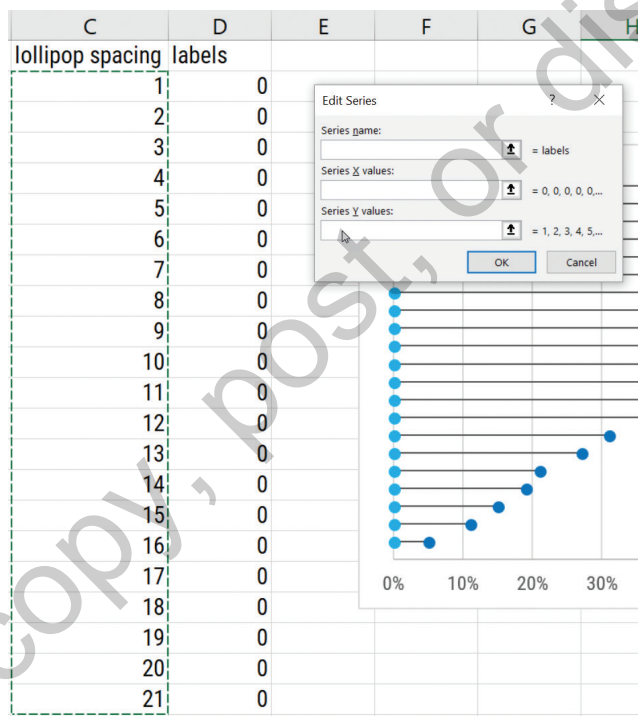 C D E F G H
lollipop spacing labels
1 0
2 0
3 0
4 0
5 0
6 0
7 0
8 0
9 0
10 0
11 0
12 0
13 0
14 0
15 0
16 0
17 0
18 0
19 0
20 0
21 0
Edit Series ? ×
Series name:
= labels
Series X values:
= 0, 0, 0, 0, 0,...
Series Y values:
= 1, 2, 3, 4, 5,...
OK Cancel
0% 10% 20% 30%
copy, post, or dis